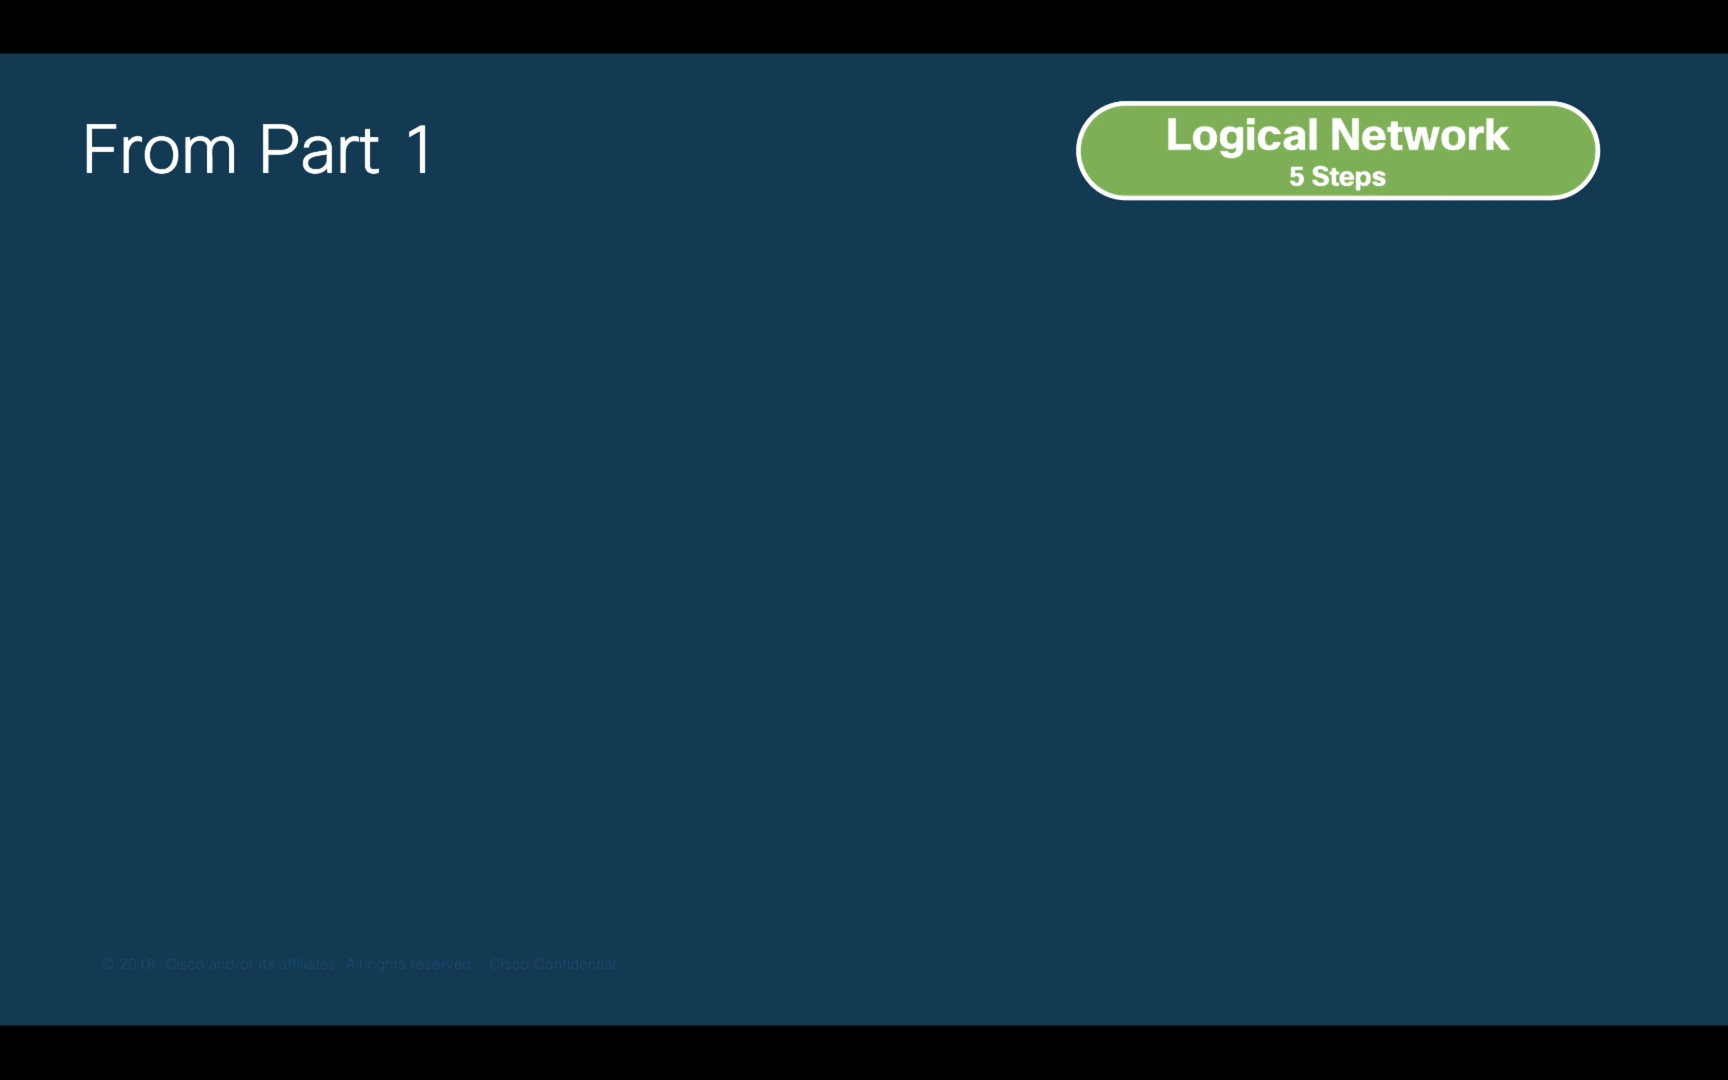 From Part 1
Logical Network
5 Steps
© 2018 Cisco and/or its affiliates. All rights reserved. Cisco Confidential